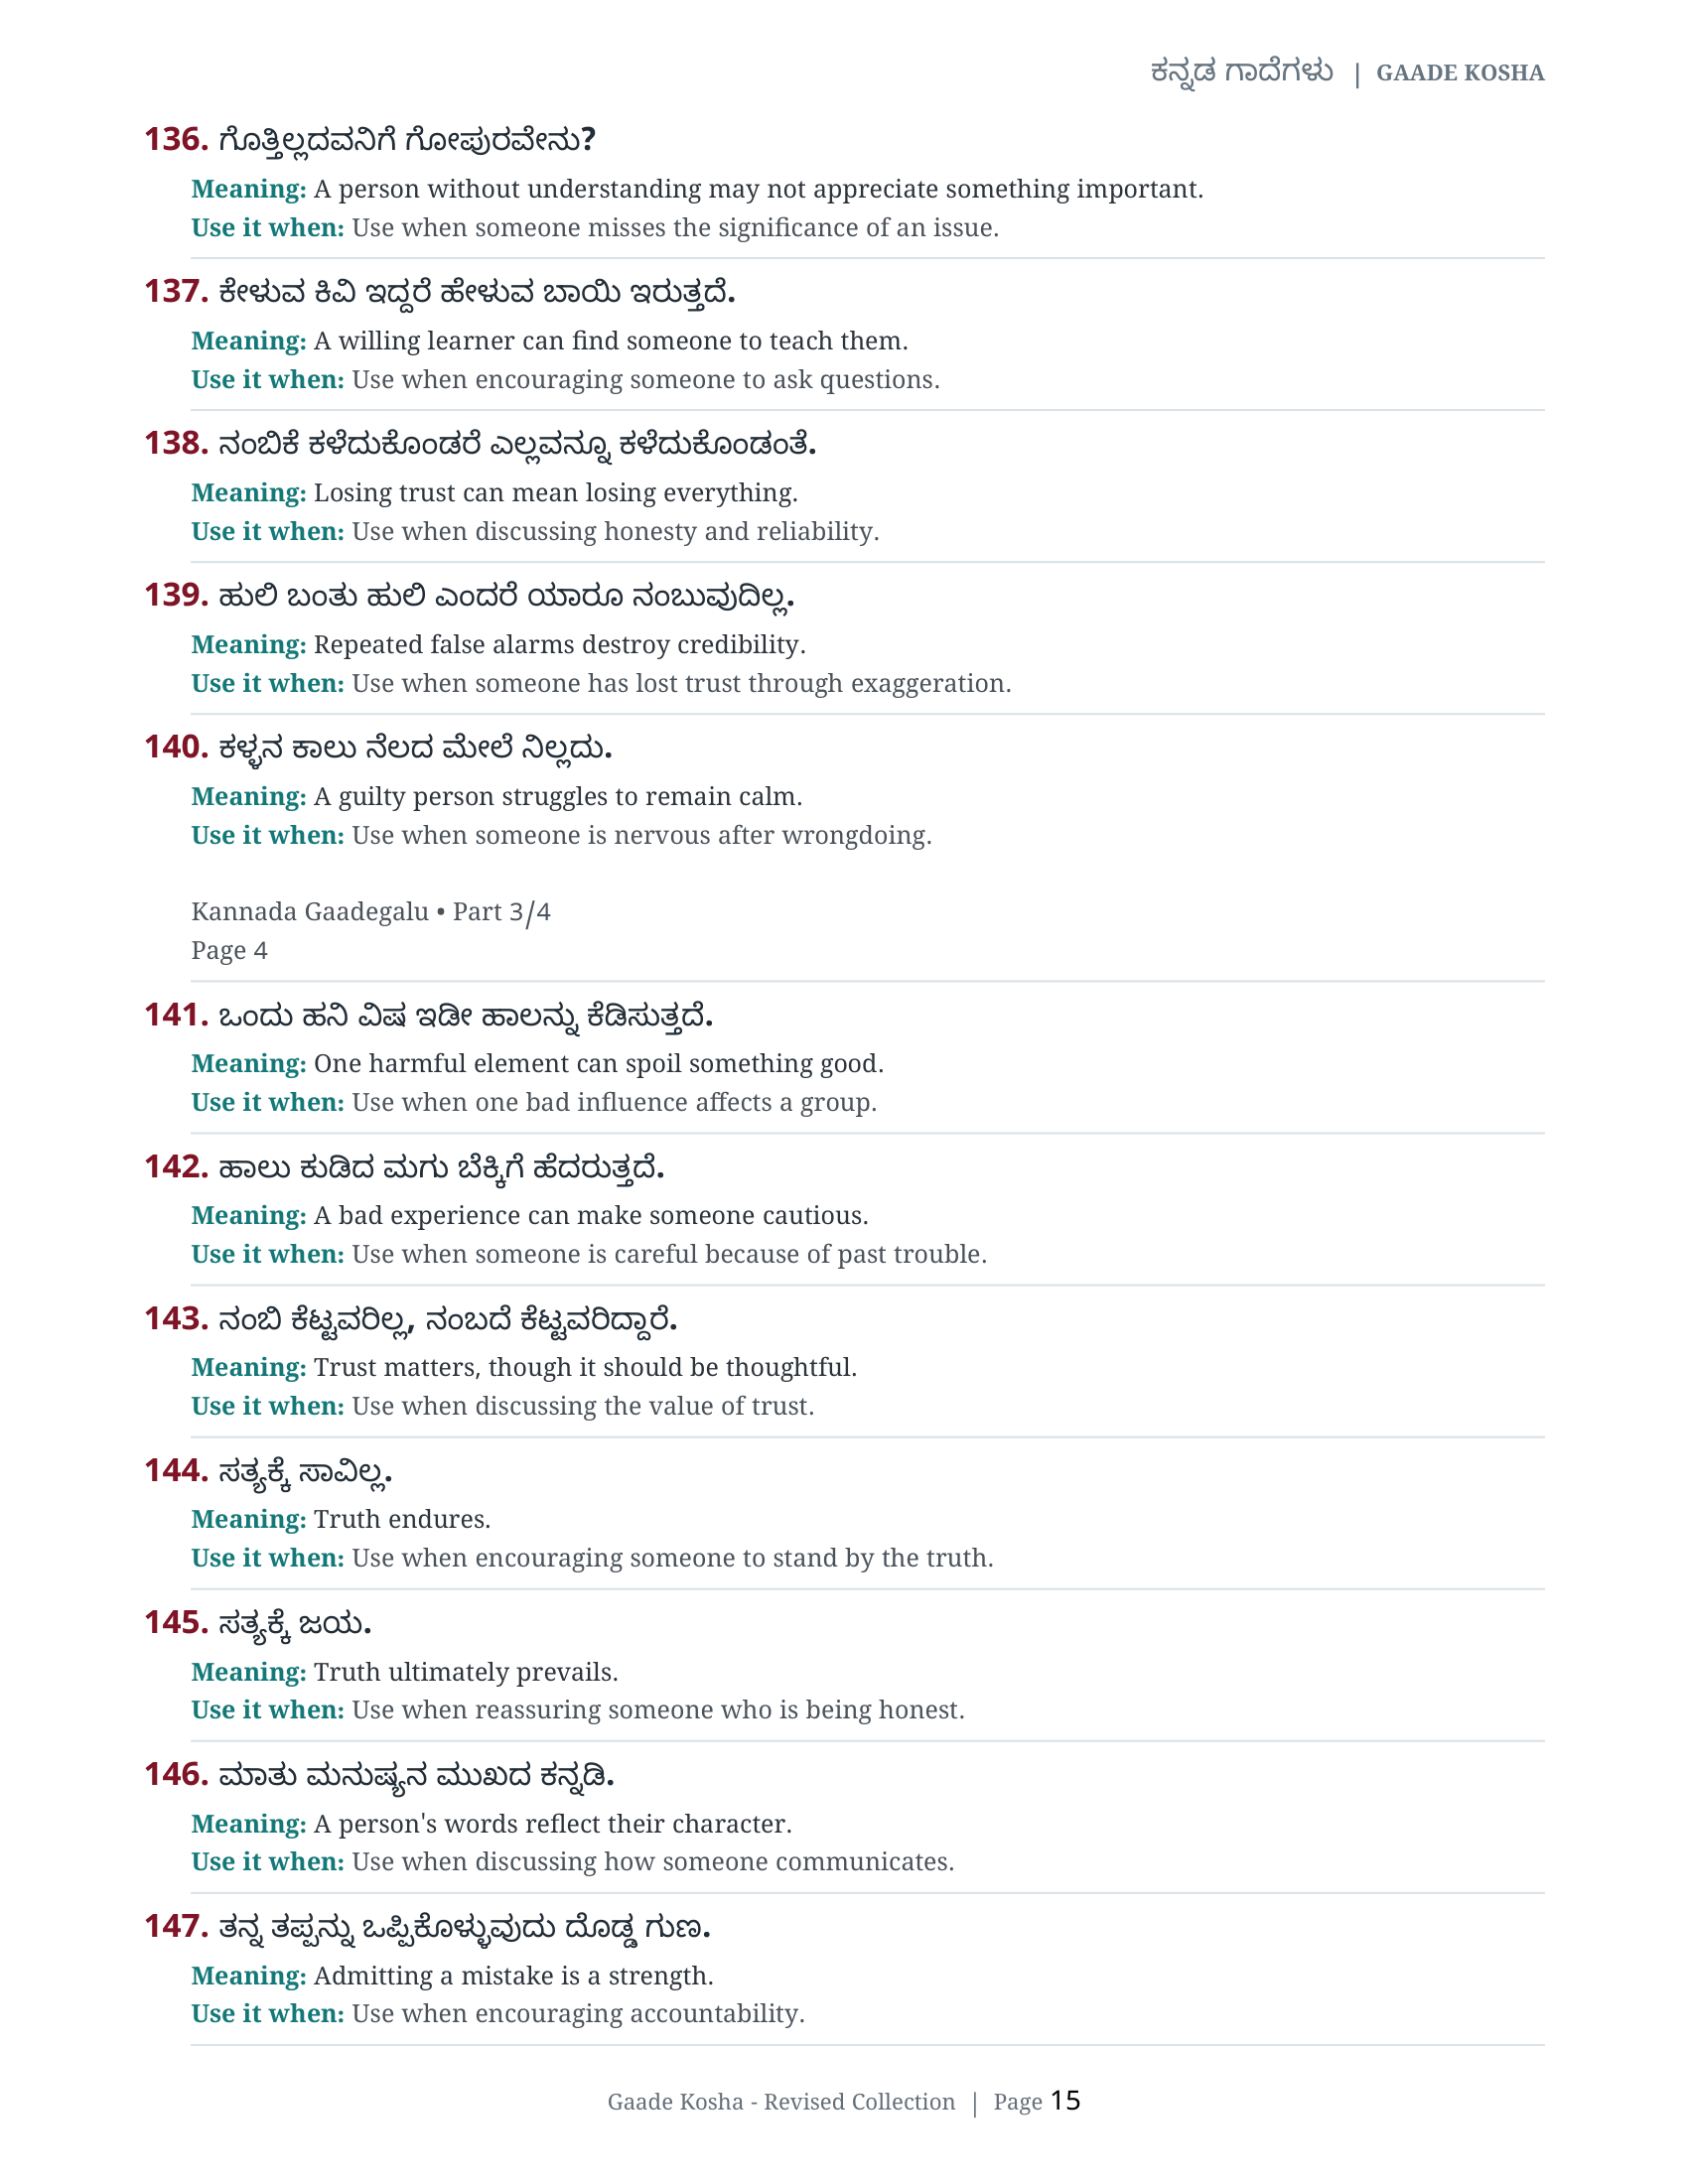 ಕನ್ನಡ ಗಾದೆಗಳು | GAADE KOSHA
136. ಗೊತ್ತಿಲ್ಲದವನಿಗೆ ಗೋಪುರವೇನು?
Meaning: A person without understanding may not appreciate something important.
Use it when: Use when someone misses the significance of an issue.
137. ಕೇಳುವ ಕಿವಿ ಇದ್ದರೆ ಹೇಳುವ ಬಾಯಿ ಇರುತ್ತದೆ.
Meaning: A willing learner can find someone to teach them.
Use it when: Use when encouraging someone to ask questions.
138. ನಂಬಿಕೆ ಕಳೆದುಕೊಂಡರೆ ಎಲ್ಲವನ್ನೂ ಕಳೆದುಕೊಂಡಂತೆ.
Meaning: Losing trust can mean losing everything.
Use it when: Use when discussing honesty and reliability.
139. ಹುಲಿ ಬಂತು ಹುಲಿ ಎಂದರೆ ಯಾರೂ ನಂಬುವುದಿಲ್ಲ.
Meaning: Repeated false alarms destroy credibility.
Use it when: Use when someone has lost trust through exaggeration.
140. ಕಳ್ಳನ ಕಾಲು ನೆಲದ ಮೇಲೆ ನಿಲ್ಲದು.
Meaning: A guilty person struggles to remain calm.
Use it when: Use when someone is nervous after wrongdoing.
Kannada Gaadegalu • Part 3/4
Page 4
141. ಒಂದು ಹನಿ ವಿಷ ಇಡೀ ಹಾಲನ್ನು ಕೆಡಿಸುತ್ತದೆ.
Meaning: One harmful element can spoil something good.
Use it when: Use when one bad influence affects a group.
142. ಹಾಲು ಕುಡಿದ ಮಗು ಬೆಕ್ಕಿಗೆ ಹೆದರುತ್ತದೆ.
Meaning: A bad experience can make someone cautious.
Use it when: Use when someone is careful because of past trouble.
143. ನಂಬಿ ಕೆಟ್ಟವರಿಲ್ಲ, ನಂಬದೆ ಕೆಟ್ಟವರಿದ್ದಾರೆ.
Meaning: Trust matters, though it should be thoughtful.
Use it when: Use when discussing the value of trust.
144. ಸತ್ಯಕ್ಕೆ ಸಾವಿಲ್ಲ.
Meaning: Truth endures.
Use it when: Use when encouraging someone to stand by the truth.
145. ಸತ್ಯಕ್ಕೆ ಜಯ.
Meaning: Truth ultimately prevails.
Use it when: Use when reassuring someone who is being honest.
146. ಮಾತು ಮನುಷ್ಯನ ಮುಖದ ಕನ್ನಡಿ.
Meaning: A person's words reflect their character.
Use it when: Use when discussing how someone communicates.
147. ತನ್ನ ತಪ್ಪನ್ನು ಒಪ್ಪಿಕೊಳ್ಳುವುದು ದೊಡ್ಡ ಗುಣ.
Meaning: Admitting a mistake is a strength.
Use it when: Use when encouraging accountability.
Gaade Kosha - Revised Collection | Page 15